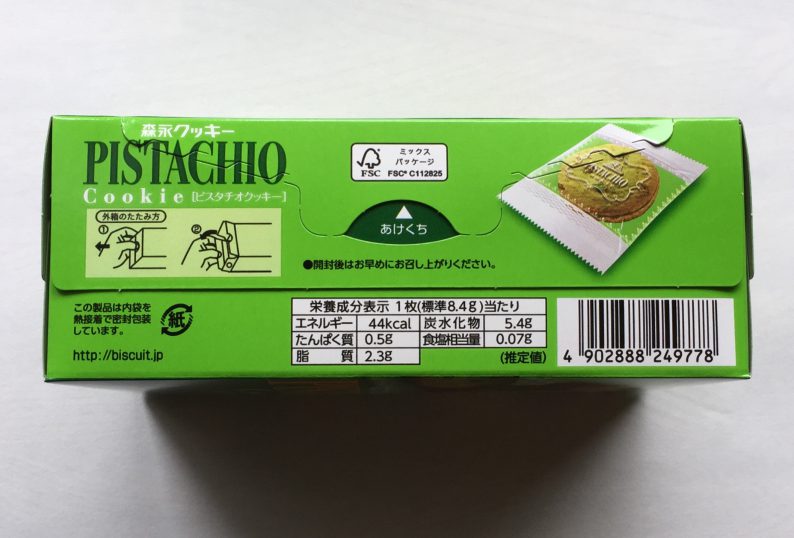 森永クッキー
PISTACHIO
Cookie [ピスタチオクッキー]
外箱のたたみ方
① ②
FSC
ミックス
パッケージ
FSC® C112825
あけくち
●開封後はお早めにお召し上がりください。
PISTACHIO
この製品は内袋を
熱接着で密封包装
しています。
紙
http://biscuit.jp
栄養成分表示 1枚(標準8.4g)当たり
エネルギー 44kcal 炭水化物 5.4g
たんぱく質 0.5g 食塩相当量 0.07g
脂 質 2.3g (推定値)
4 902888 249778